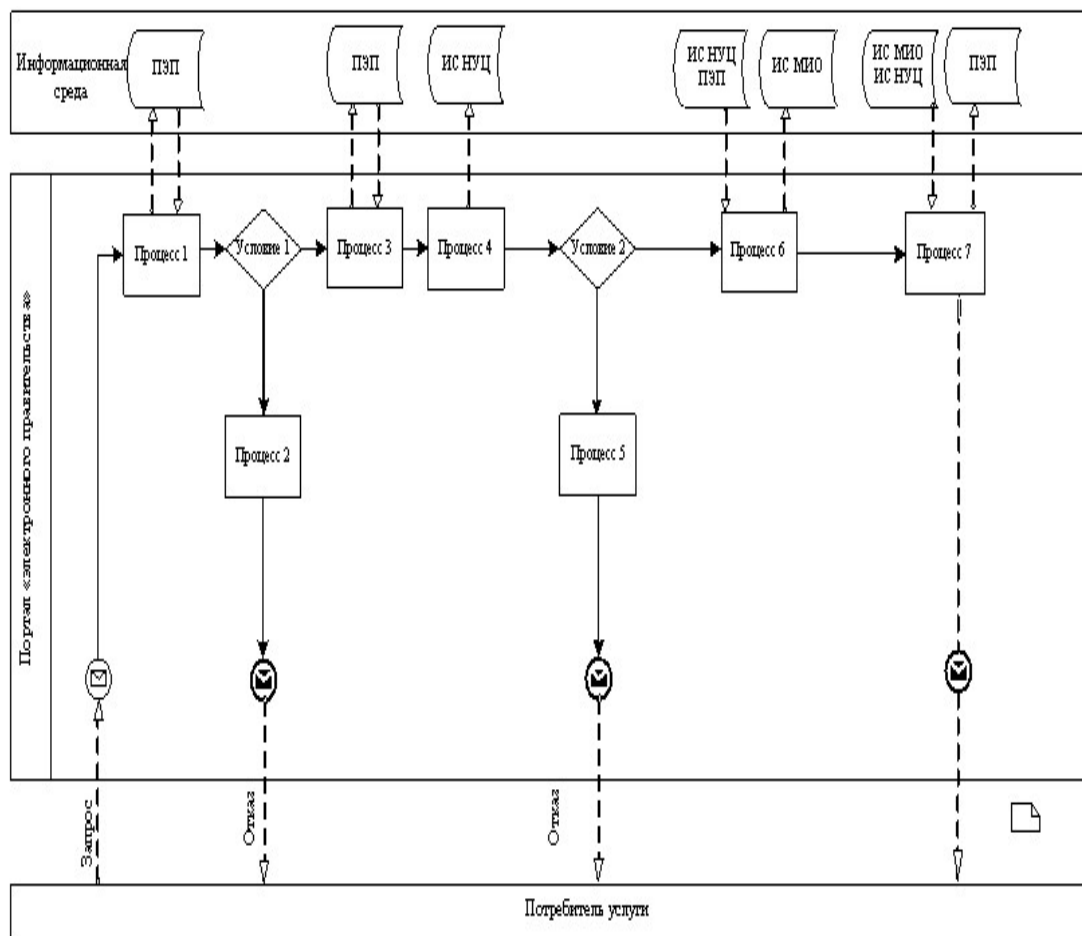 Информационная
среда
ПЭП
ПЭП
ИС НУЦ
ИС НУЦ
ПЭП
ИС МИО
ИС МИО
ИС НУЦ
ПЭП
Портал «электронного правительства»
Процесс 1
Условие 1
Процесс 3
Процесс 4
Условие 2
Процесс 6
Процесс 7
Процесс 2
Процесс 5
Запрос
Отказ
Отказ
Потребитель услуги